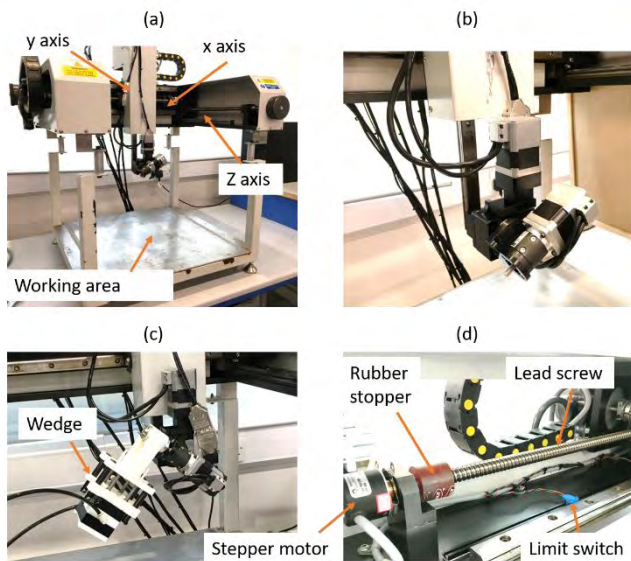 (a)
(b)
y axis
x axis
Z axis
Working area
(c)
(d)
Wedge
Rubber
stopper
Lead screw
Stepper motor
Limit switch